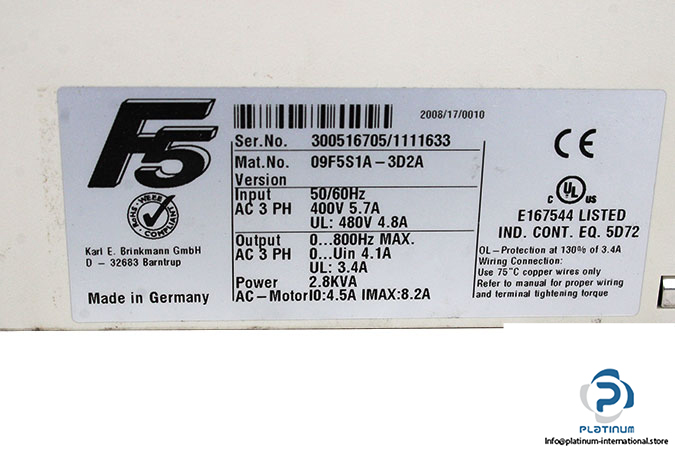 F5
2008/17/0010
Ser.No. 300516705/1111633
Mat.No. 09F5S1A-3D2A
Version
Input 50/60Hz
AC 3 PH 400V 5.7A
UL: 480V 4.8A
Output 0...800Hz MAX.
AC 3 PH 0...Uin 4.1A
UL: 3.4A
Power 2.8KVA
AC-Motor I0:4.5A IMAX:8.2A
RoHS-WEEE
COMPLIANT
Karl E. Brinkmann GmbH
D - 32683 Barntrup
Made in Germany
CE
C UL US
E167544 LISTED
IND. CONT. EQ. 5D72
OL-Protection at 130% of 3.4A
Wiring Connection:
Use 75°C copper wires only
Refer to manual for proper wiring
and terminal tightening torque
PLATINUM
info@platinum-international.store